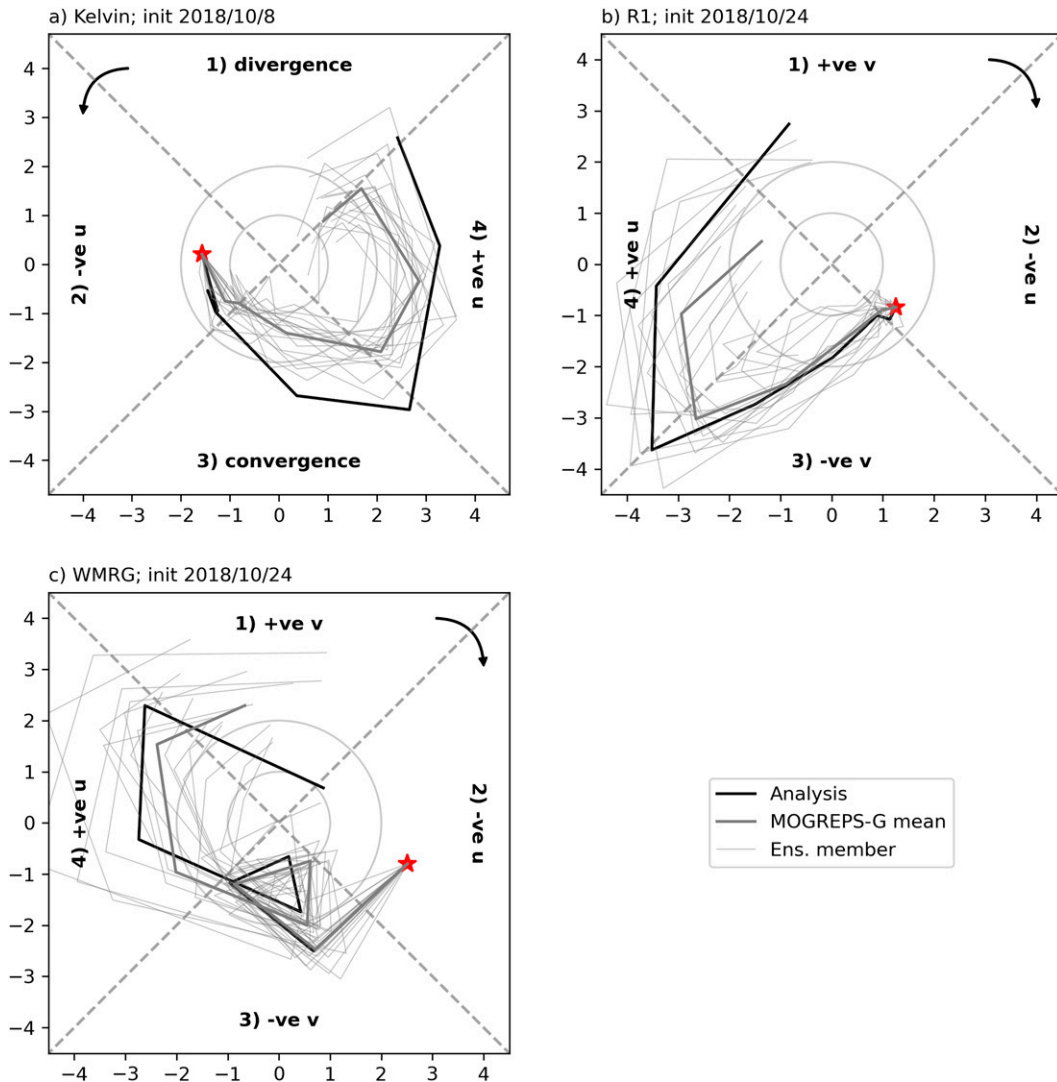 a) Kelvin; init 2018/10/8
4
3
2
1
0
−1
−2
−3
−4
1) divergence
2) -ve u
4) +ve u
3) convergence
−4 −3 −2 −1 0 1 2 3 4
b) R1; init 2018/10/24
4
3
2
1
0
−1
−2
−3
−4
1) +ve v
4) +ve u
2) -ve u
3) -ve v
−4 −3 −2 −1 0 1 2 3 4
c) WMRG; init 2018/10/24
4
3
2
1
0
−1
−2
−3
−4
1) +ve v
4) +ve u
2) -ve u
3) -ve v
−4 −3 −2 −1 0 1 2 3 4
Analysis
MOGREPS-G mean
Ens. member